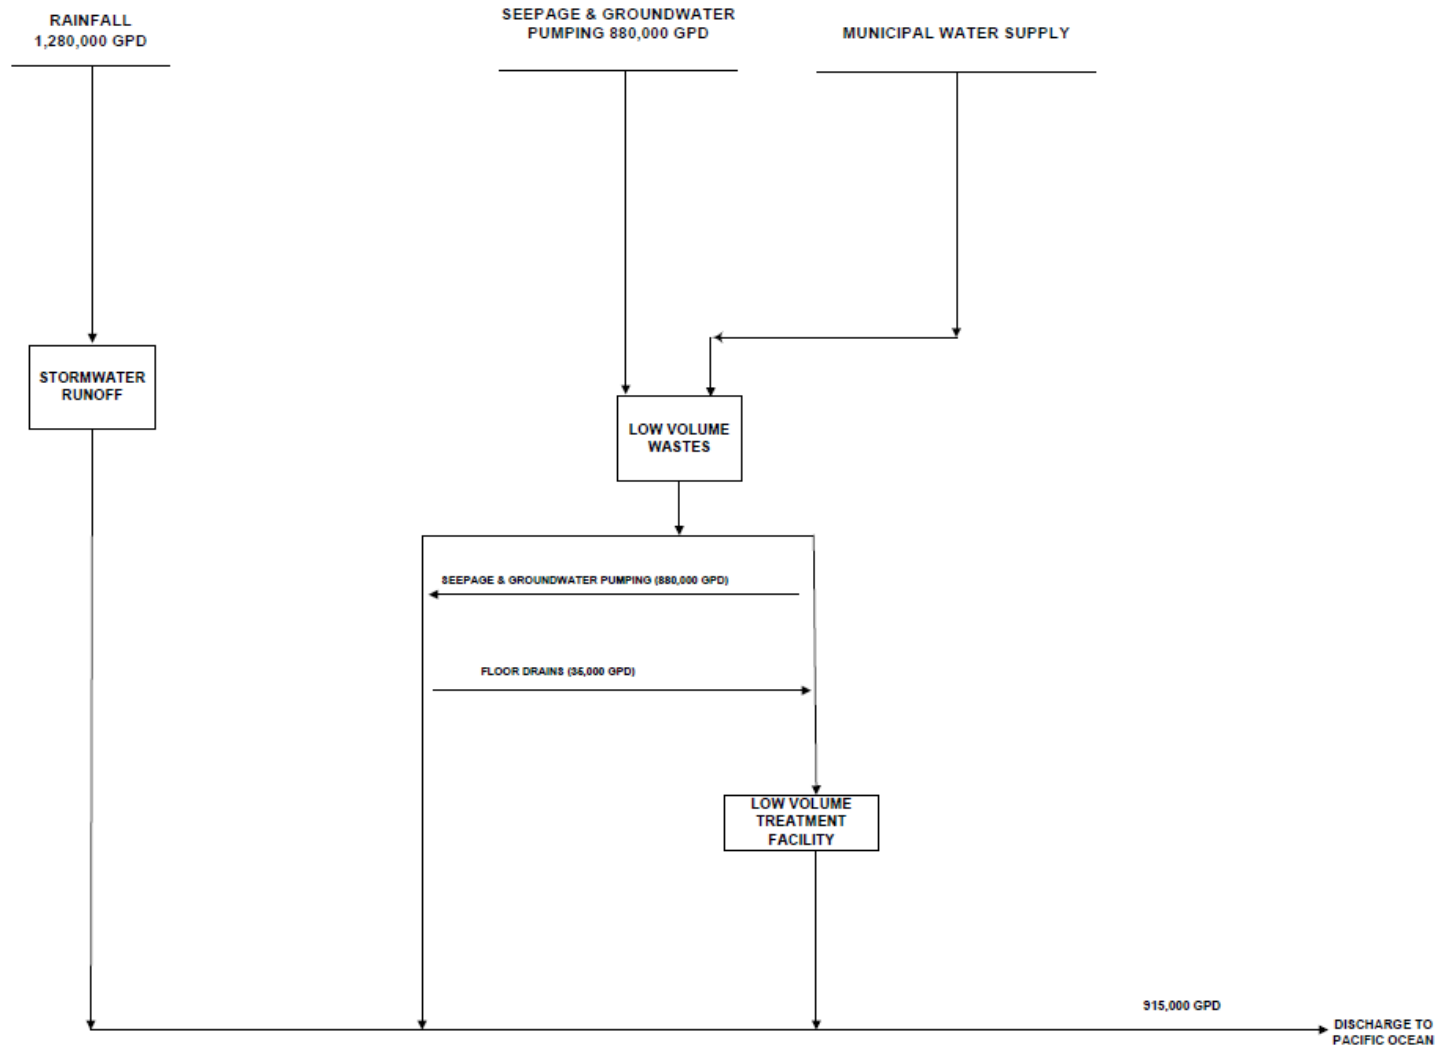 RAINFALL
1,280,000 GPD
SEEPAGE & GROUNDWATER
PUMPING 880,000 GPD
MUNICIPAL WATER SUPPLY
STORMWATER
RUNOFF
LOW VOLUME
WASTES
SEEPAGE & GROUNDWATER PUMPING (880,000 GPD)
FLOOR DRAINS (35,000 GPD)
LOW VOLUME
TREATMENT
FACILITY
915,000 GPD
DISCHARGE TO
PACIFIC OCEAN